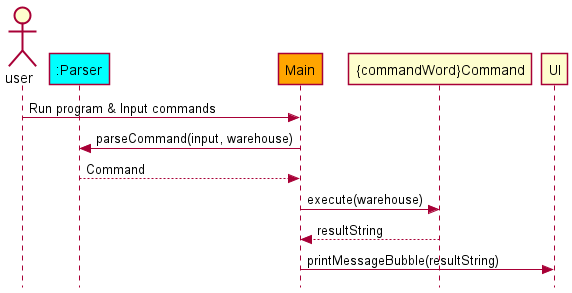 user
:Parser
Main
{commandWord}Command
UI
Run program & Input commands
parseCommand(input, warehouse)
Command
execute(warehouse)
resultString
printMessageBubble(resultString)